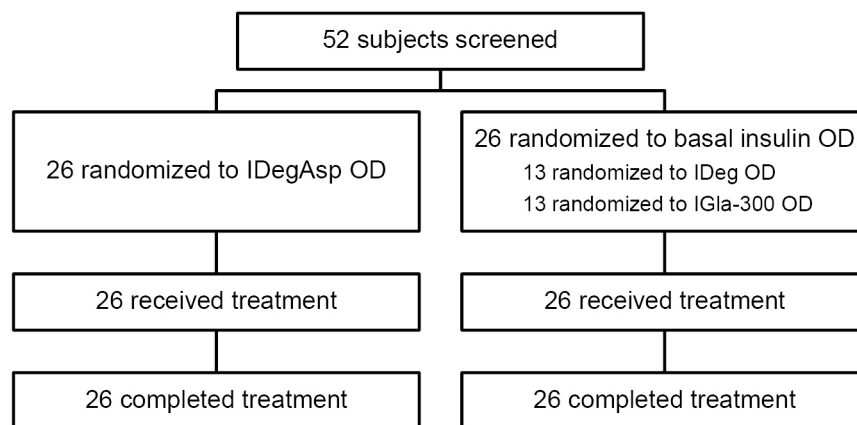 52 subjects screened
26 randomized to IDegAsp OD
26 randomized to basal insulin OD
13 randomized to IDeg OD
13 randomized to IGla-300 OD
26 received treatment
26 received treatment
26 completed treatment
26 completed treatment